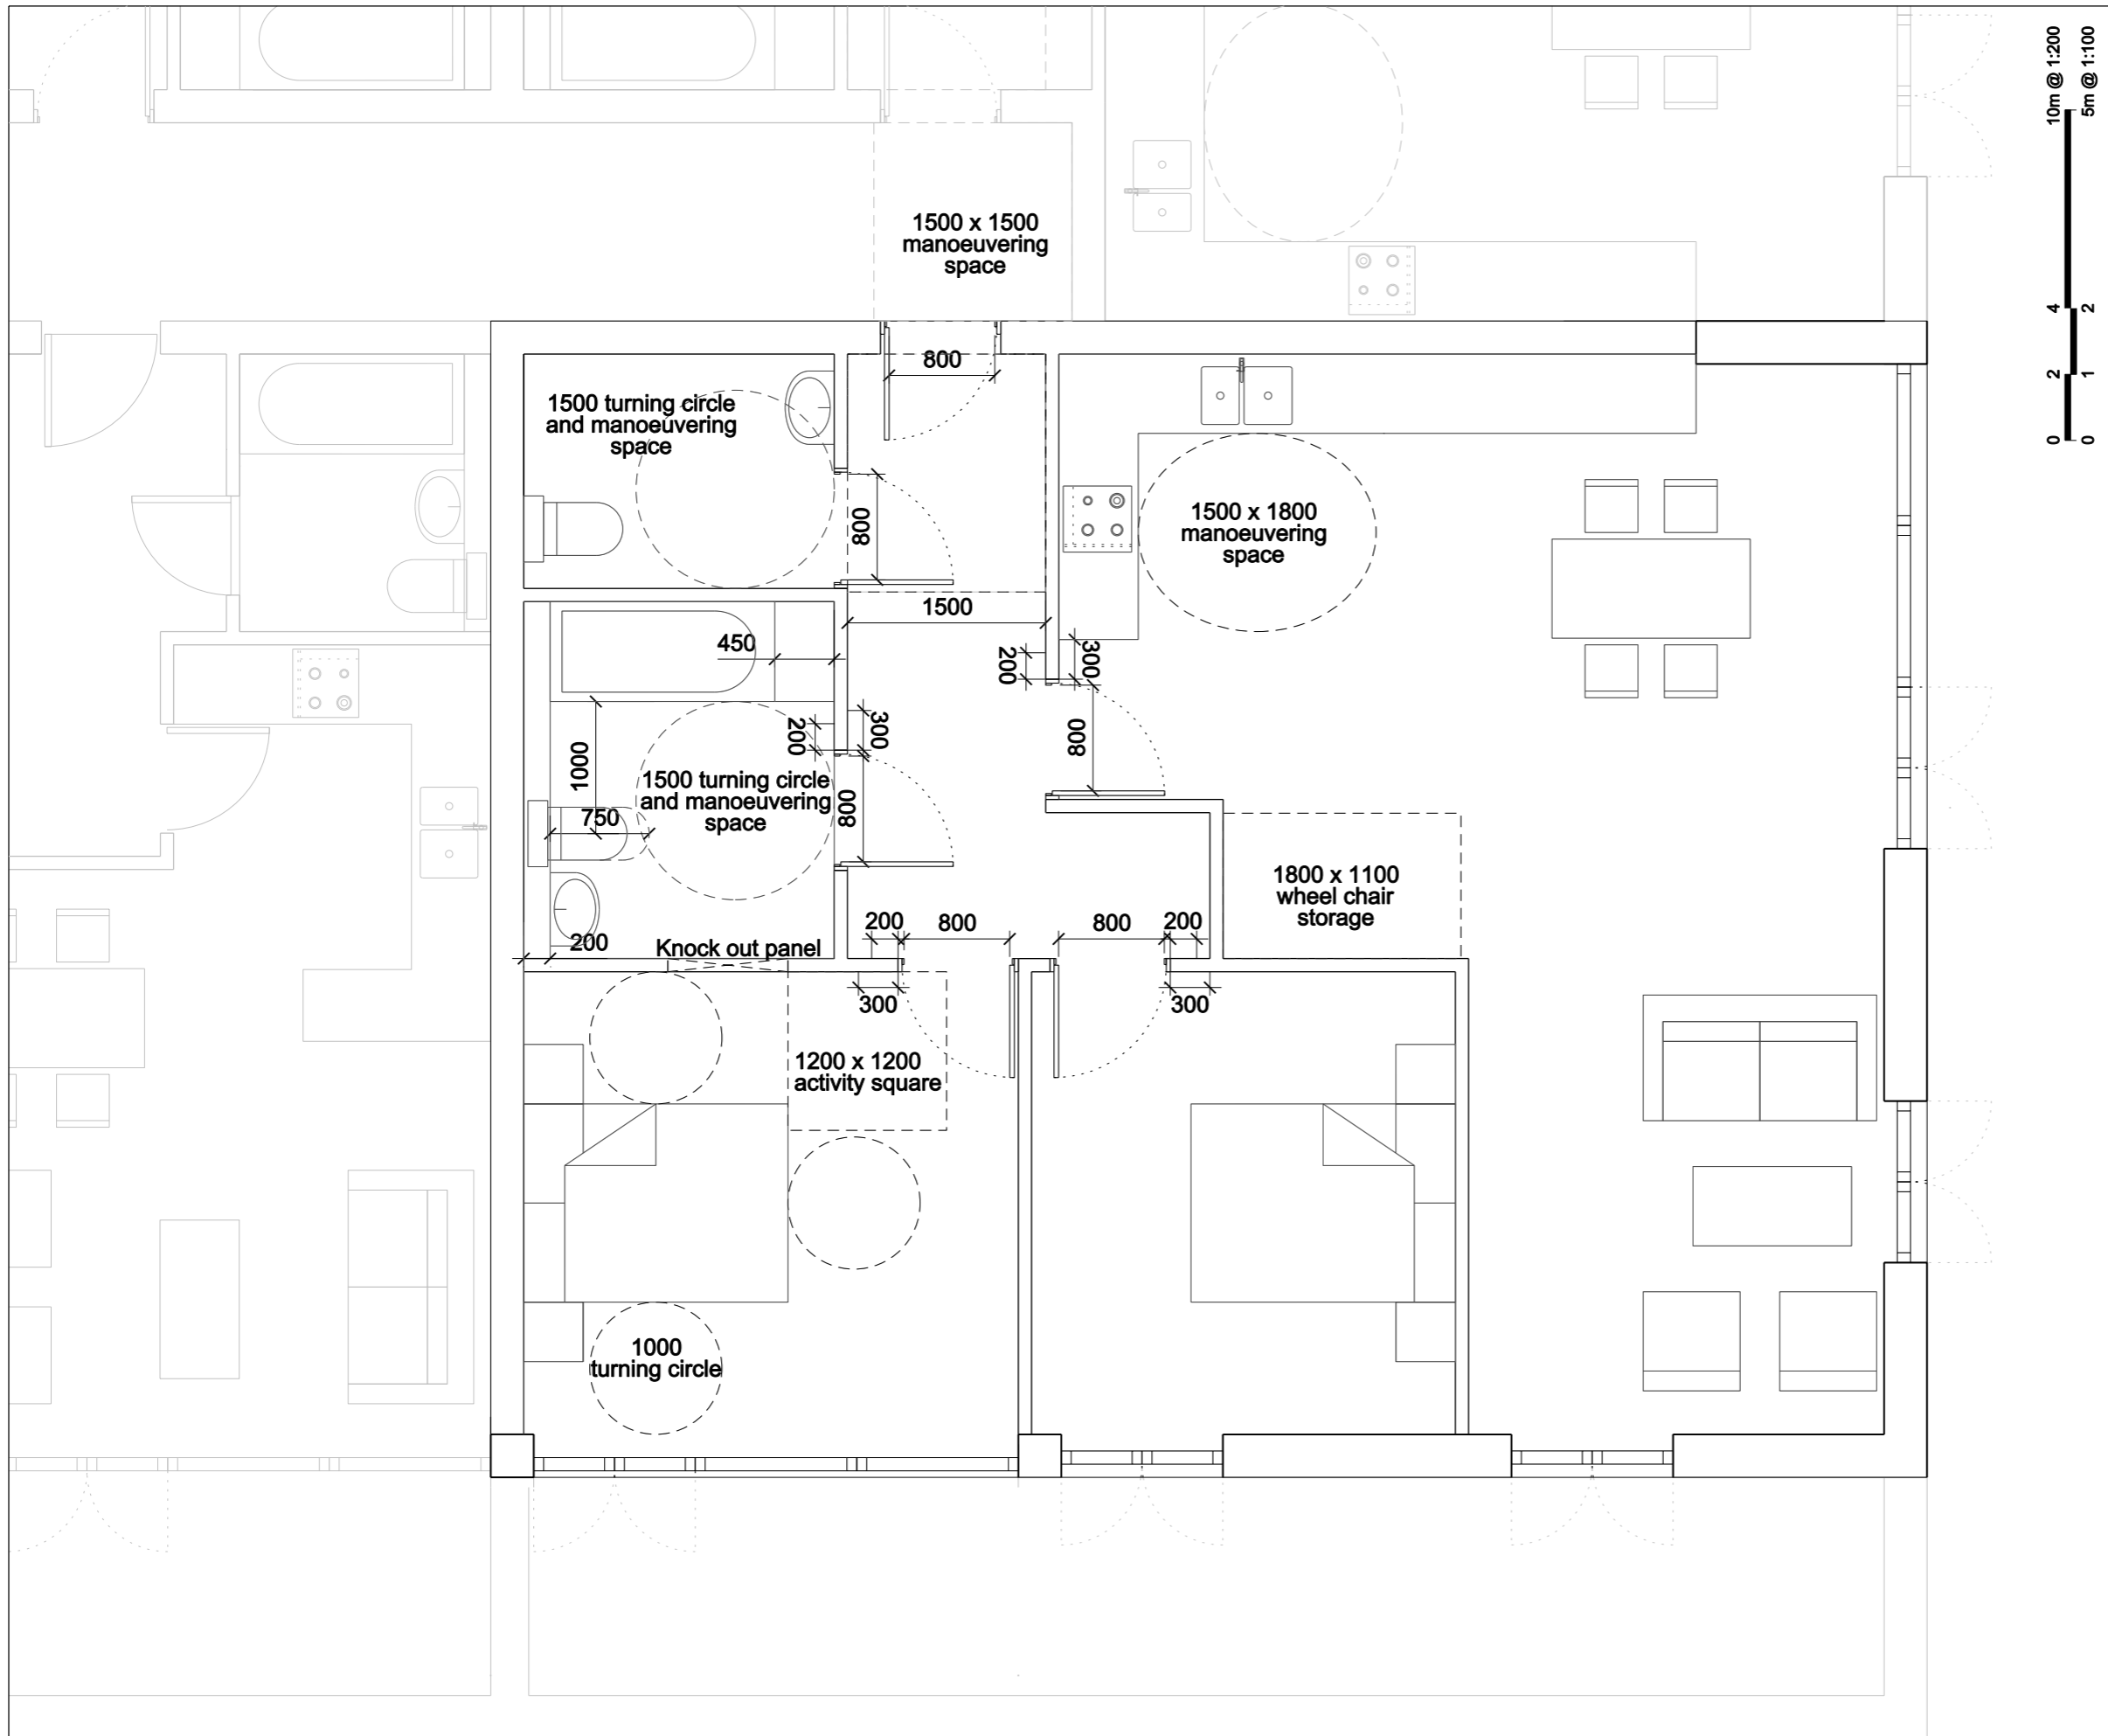 10m @ 1:200
5m @ 1:100
4
2
2
1
0
0
1500 x 1500
manoeuvering
space
800
1500 turning circle
and manoeuvering
space
800
1500 x 1800
manoeuvering
space
1500
450
200
300
200
300
800
1000
1500 turning circle
and manoeuvering
space
750
800
1800 x 1100
wheel chair
storage
200
800
800
200
200
Knock out panel
300
300
1200 x 1200
activity square
1000
turning circle